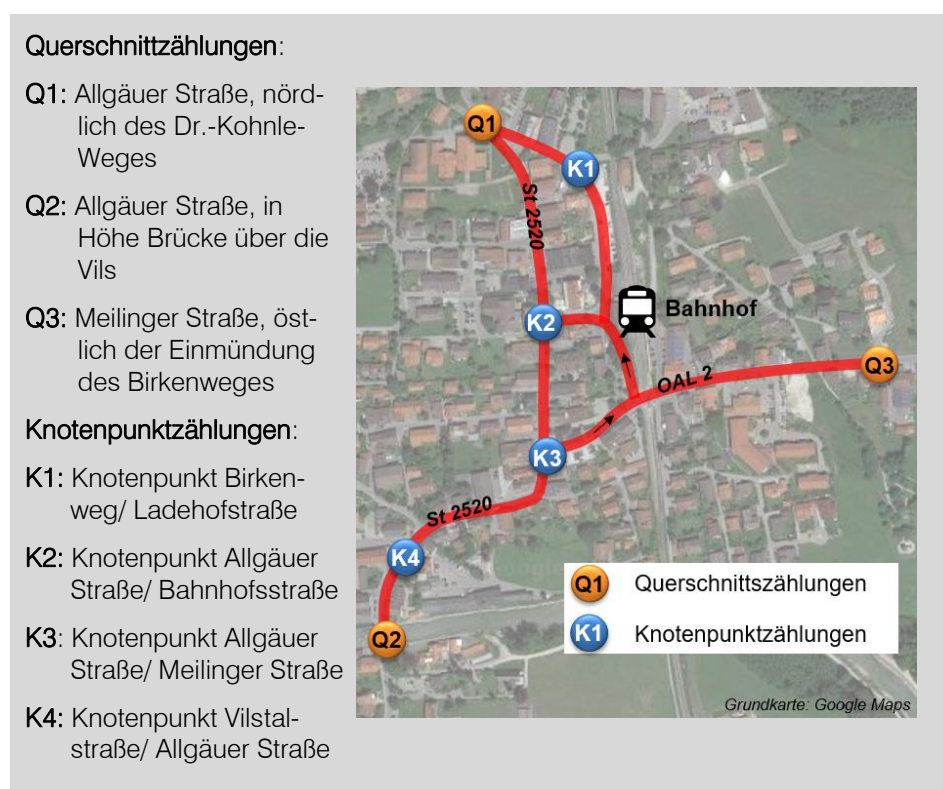 Querschnittzählungen:
Q1: Allgäuer Straße, nörd-
lich des Dr.-Kohnle-
Weges
Q2: Allgäuer Straße, in
Höhe Brücke über die
Vils
Q3: Meilinger Straße, öst-
lich der Einmündung
des Birkenweges
Knotenpunktzählungen:
K1: Knotenpunkt Birken-
weg/ Ladehofstraße
K2: Knotenpunkt Allgäuer
Straße/ Bahnhofsstraße
K3: Knotenpunkt Allgäuer
Straße/ Meilinger Straße
K4: Knotenpunkt Vilstal-
straße/ Allgäuer Straße
Q1
K1
St 2520
K2
Bahnhof
OAL 2
Q3
K3
St 2520
K4
Q2
Q1 Querschnittszählungen
K1 Knotenpunktzählungen
Grundkarte: Google Maps